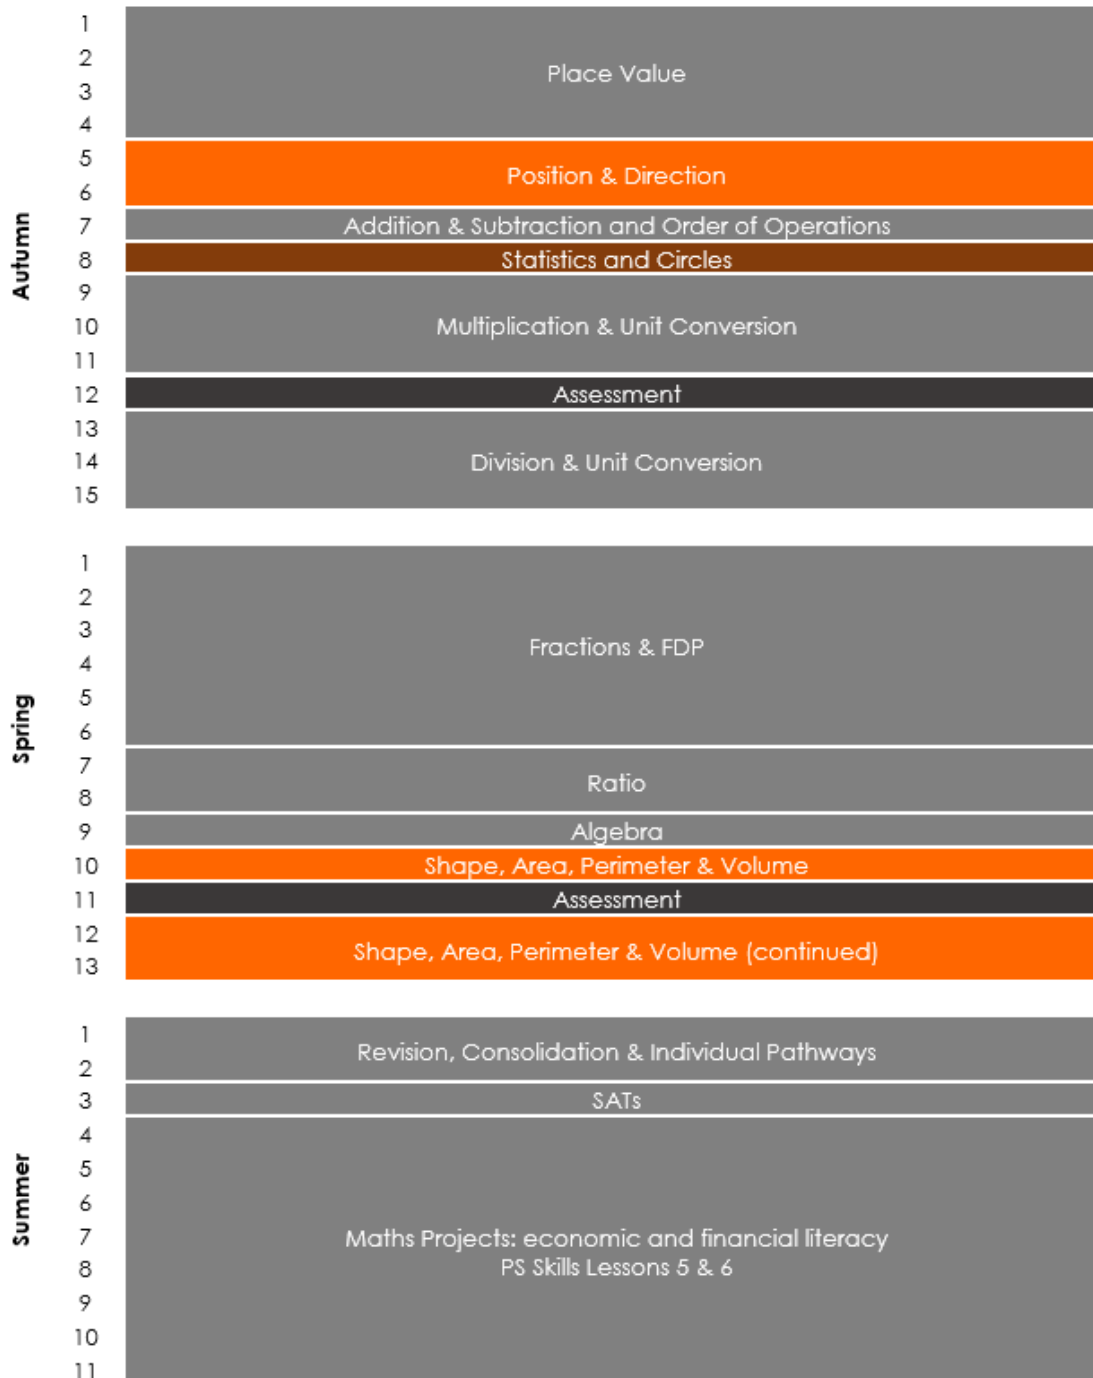 Autumn
1
2
3
4
Place Value
5
6
Position & Direction
7
Addition & Subtraction and Order of Operations
8
Statistics and Circles
9
10
11
Multiplication & Unit Conversion
12
Assessment
13
14
15
Division & Unit Conversion
Spring
1
2
3
4
5
6
Fractions & FDP
7
8
Ratio
9
Algebra
10
Shape, Area, Perimeter & Volume
11
Assessment
12
13
Shape, Area, Perimeter & Volume (continued)
Summer
1
2
Revision, Consolidation & Individual Pathways
3
SATs
4
5
6
7
8
9
10
11
Maths Projects: economic and financial literacy
PS Skills Lessons 5 & 6